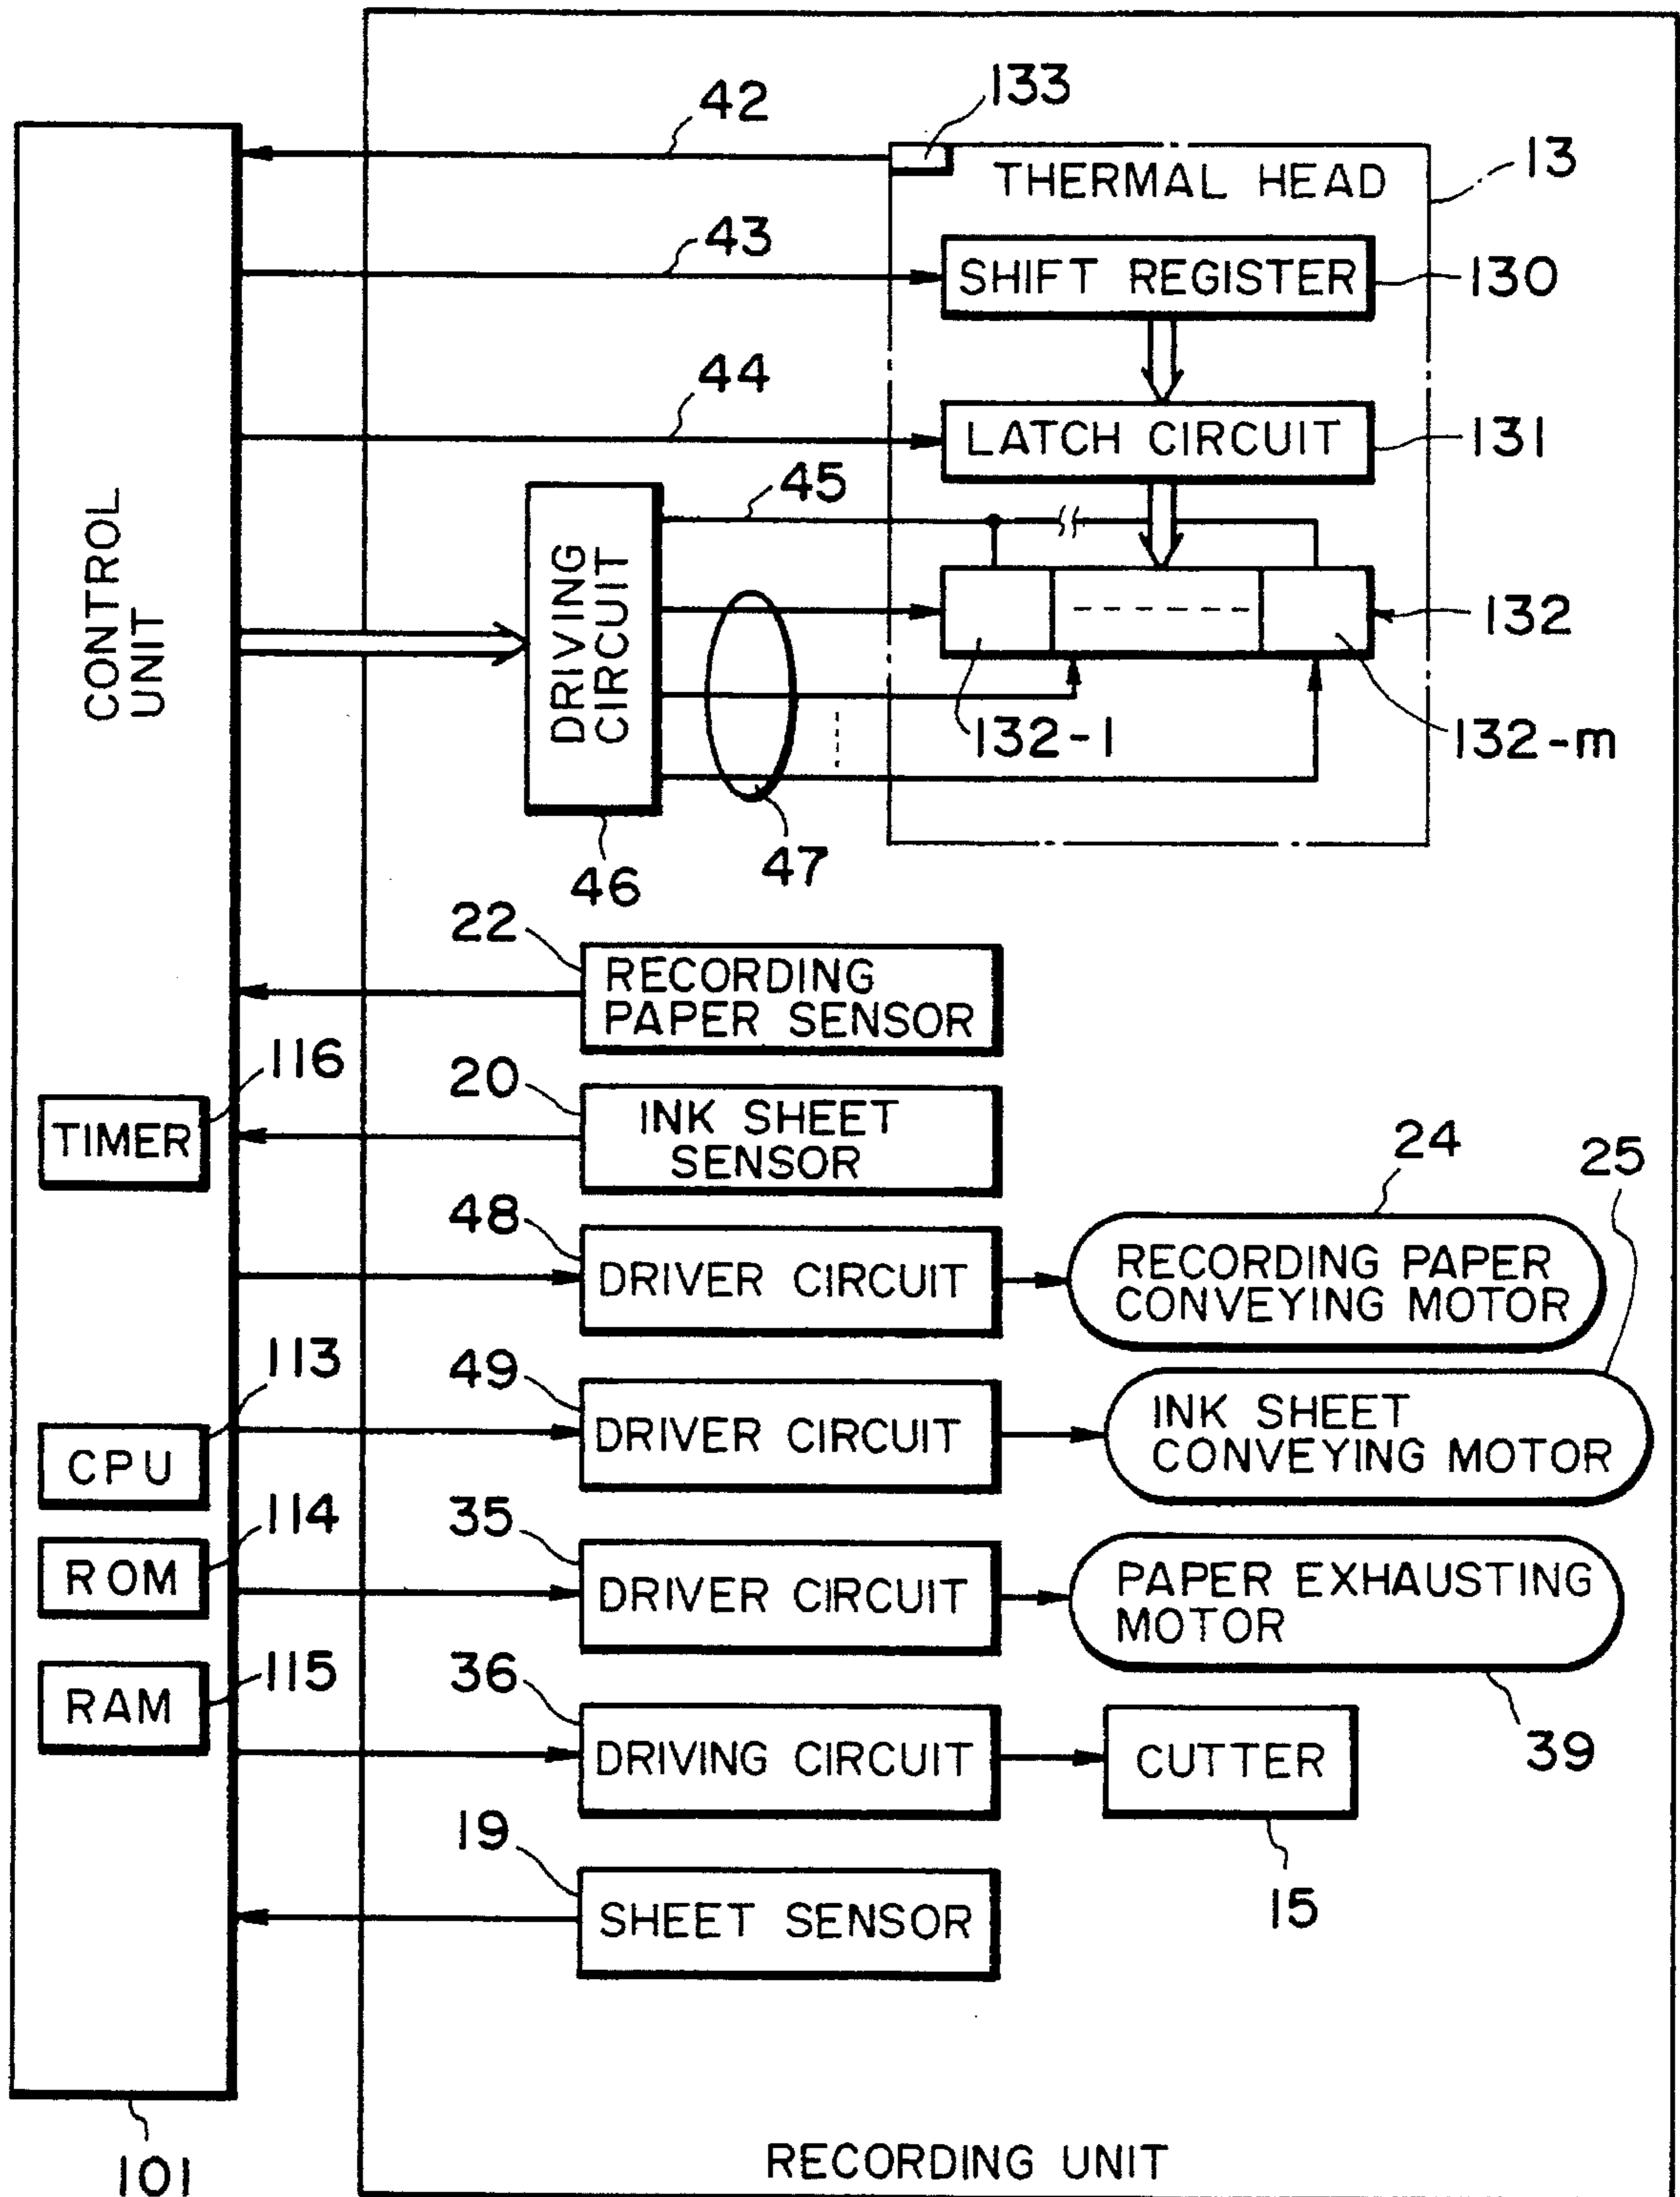 42
133
THERMAL HEAD
13
43
SHIFT REGISTER
130
44
LATCH CIRCUIT
131
45
CONTROL
UNIT
DRIVING
CIRCUIT
132
132-1
132-m
46
47
22
RECORDING
PAPER SENSOR
116
TIMER
20
INK SHEET
SENSOR
24
25
48
DRIVER CIRCUIT
RECORDING PAPER
CONVEYING MOTOR
113
CPU
49
DRIVER CIRCUIT
INK SHEET
CONVEYING MOTOR
114
ROM
35
DRIVER CIRCUIT
PAPER EXHAUSTING
MOTOR
39
115
RAM
36
DRIVING CIRCUIT
CUTTER
15
19
SHEET SENSOR
101
RECORDING UNIT